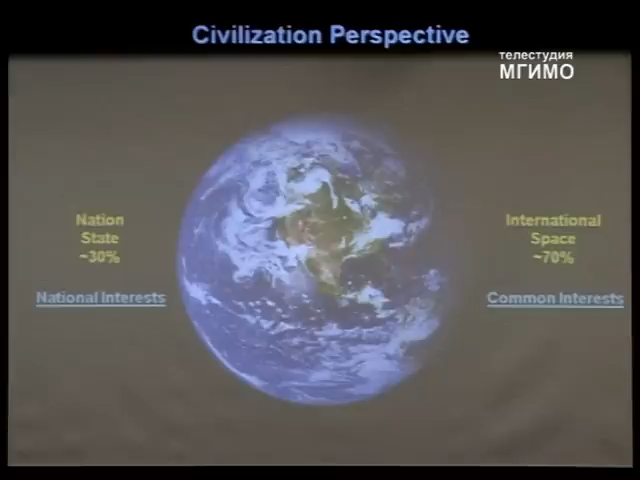 Civilization Perspective
телестудия
МГИМО
Nation
State
~30%
National Interests
International
Space
~70%
Common Interests